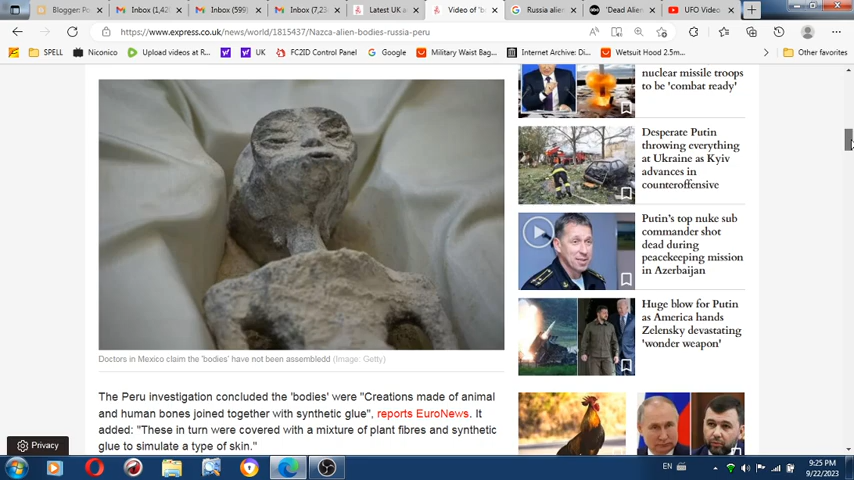 Blogger: Po
Inbox (1,42
Inbox (599)
Inbox (7,23
Latest UK a
Video of 'b
Russia alien
'Dead Alien
UFO Video
https://www.express.co.uk/news/world/1815437/Nazca-alien-bodies-russia-peru
SPELL
Niconico
Upload videos at R...
UK
FC2ID Control Panel
Google
Military Waist Bag...
Internet Archive: Di...
Wetsuit Hood 2.5m...
Other favorites
nuclear missile troops
to be 'combat ready'
Desperate Putin
throwing everything
at Ukraine as Kyiv
advances in
counteroffensive
Putin's top nuke sub
commander shot
dead during
peacekeeping mission
in Azerbaijan
Huge blow for Putin
as America hands
Zelensky devastating
'wonder weapon'
Doctors in Mexico claim the 'bodies' have not been assembledd (Image: Getty)
The Peru investigation concluded the 'bodies' were "Creations made of animal
and human bones joined together with synthetic glue", reports EuroNews. It
added: "These in turn were covered with a mixture of plant fibres and synthetic
glue to simulate a type of skin."
Privacy
EN
9:25 PM
9/22/2023